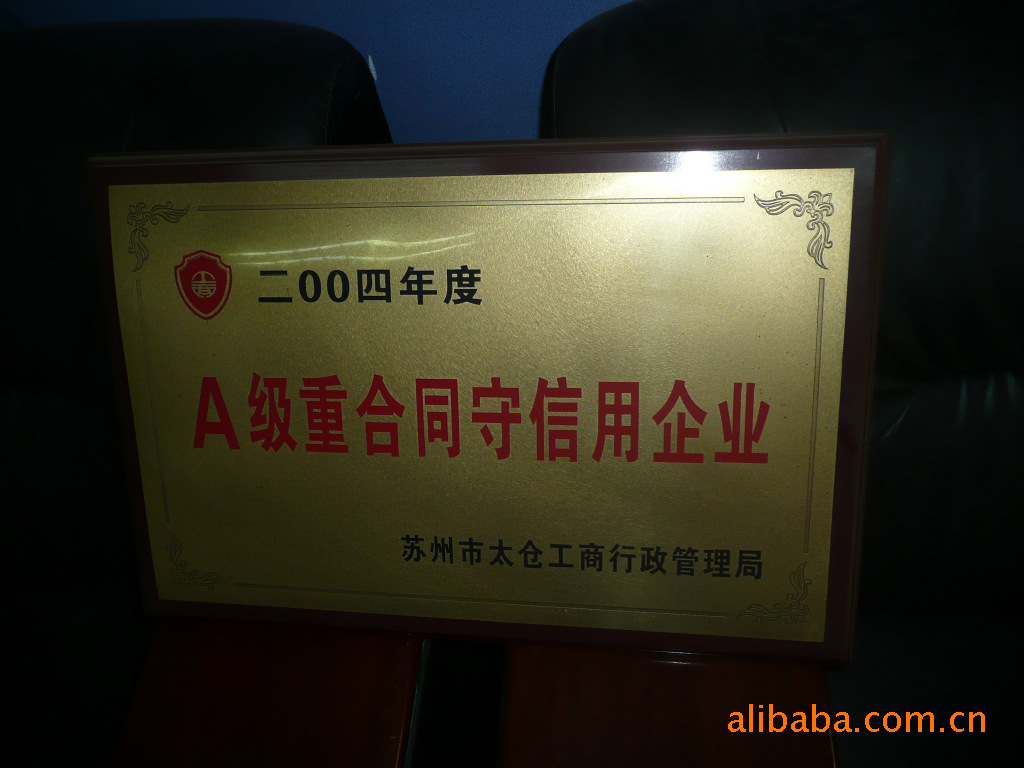 二00四年度
A级重合同守信用企业
苏州市太仓工商行政管理局
alibaba.com.cn